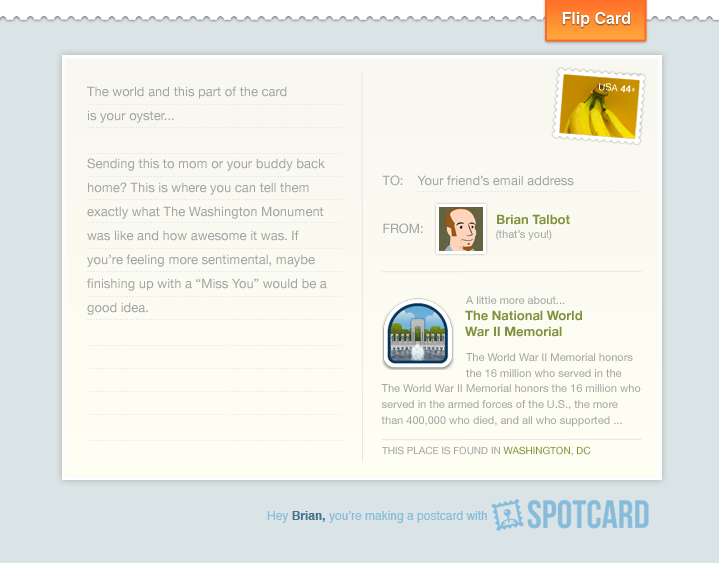 Flip Card
The world and this part of the card
is your oyster...
Sending this to mom or your buddy back
home? This is where you can tell them
exactly what The Washington Monument
was like and how awesome it was. If
you're feeling more sentimental, maybe
finishing up with a “Miss You” would be a
good idea.
USA 44¢
TO: Your friend's email address
FROM: Brian Talbot
(that's you!)
A little more about...
The National World
War II Memorial
The World War II Memorial honors
the 16 million who served in the
The World War II Memorial honors the 16 million who
served in the armed forces of the U.S., the more
than 400,000 who died, and all who supported ...
THIS PLACE IS FOUND IN WASHINGTON, DC
Hey Brian, you're making a postcard with SPOTCARD